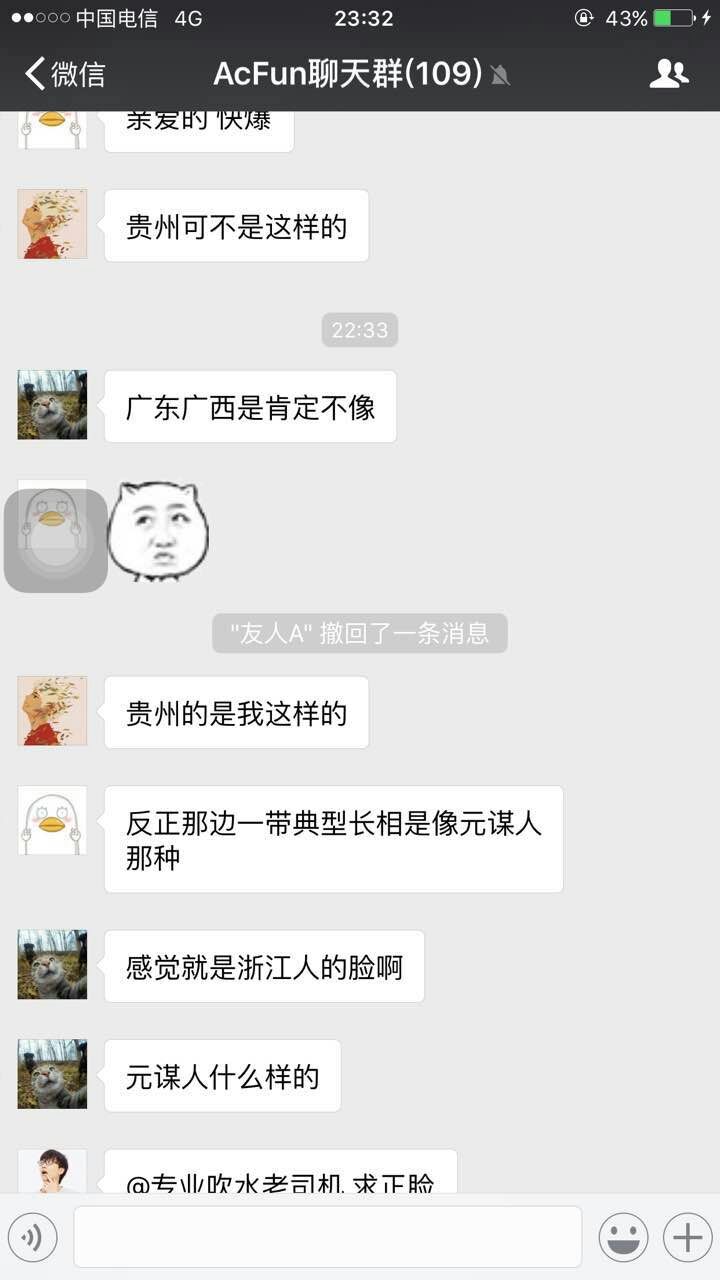 中国电信 4G 23:32 43%
微信 AcFun聊天群(109)
亲爱的 快爆
贵州可不是这样的
22:33
广东广西是肯定不像
"友人A" 撤回了一条消息
贵州的是我这样的
反正那边一带典型长相是像元谋人
那种
感觉就是浙江人的脸啊
元谋人什么样的
@专业吹水老司机 求正脸